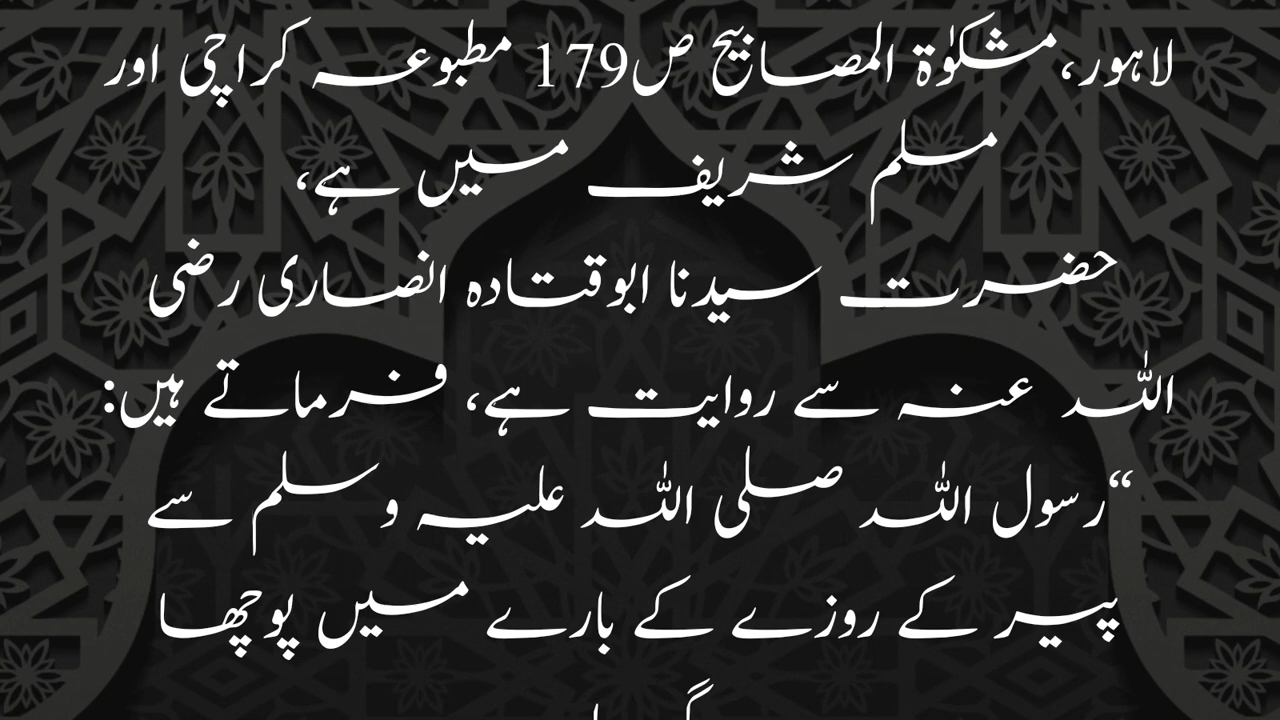 لاہور، مشکوٰۃ المصابیح ص179 مطبوعہ کراچی اور
مسلم شریف میں ہے،
حضرت سیدنا ابوقتادہ انصاری رضی
اللہ عنہ سے روایت ہے، فرماتے ہیں:
“رسول اللہ صلی اللہ علیہ وسلم سے
پیر کے روزے کے بارے میں پوچھا